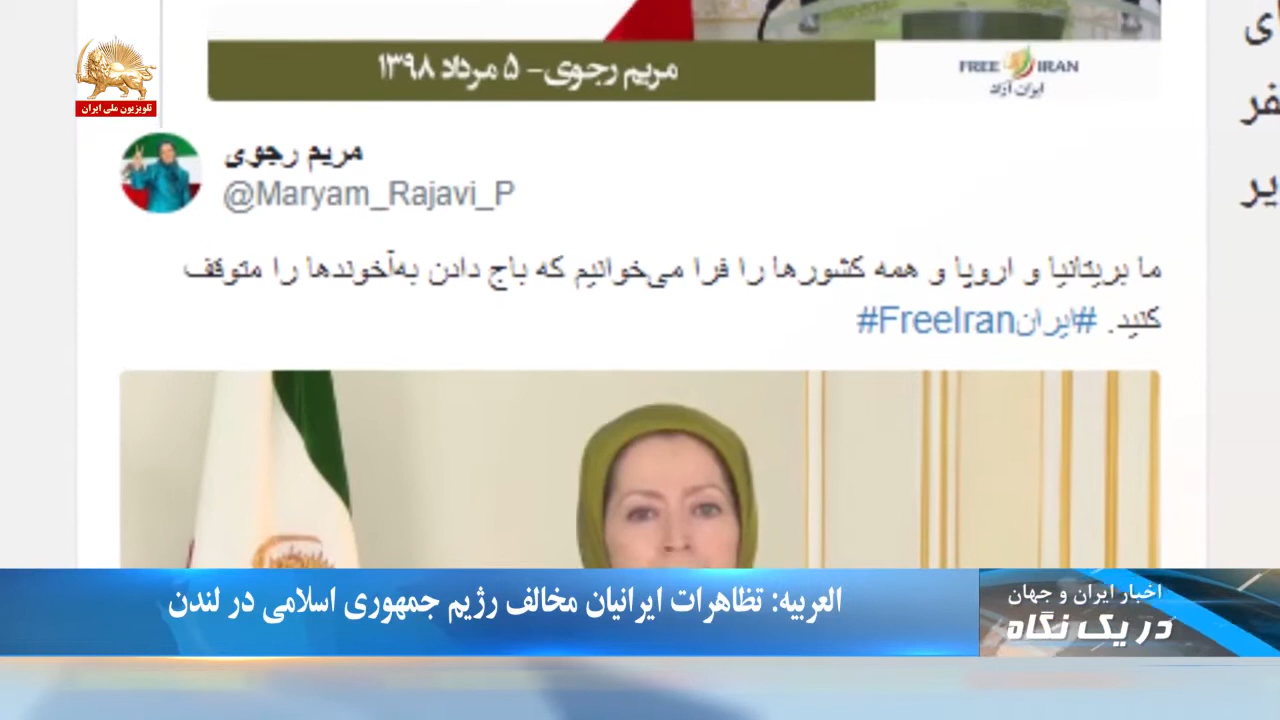 مریم رجوی– ۵ مرداد ۱۳۹۸
FREE IRAN
ایران آزاد
تلویزیون ملی ایران
مریم رجوی
@Maryam_Rajavi_P
ما بریتانیا و اروپا و همه کشورها را فرا می‌خوانیم که باج دادن به‌آخوندها را متوقف
کنید. #ایران#FreeIran
العربیه: تظاهرات ایرانیان مخالف رژیم جمهوری اسلامی در لندن
اخبار ایران و جهان
در یک نگاه